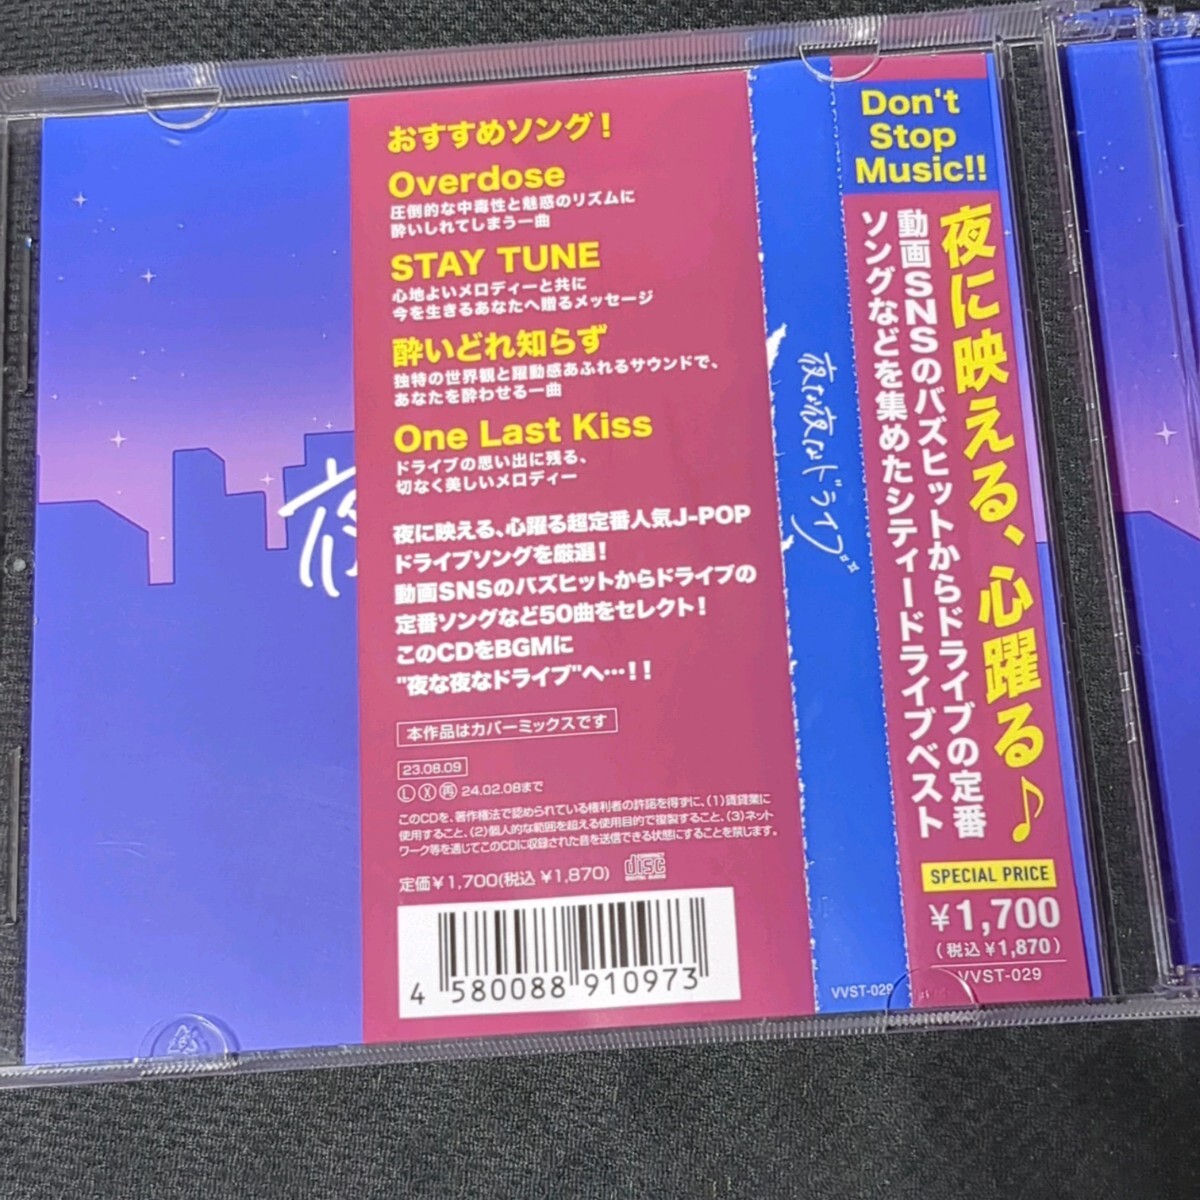 おすすめソング！
Overdose
圧倒的な中毒性と魅惑のリズムに
酔いしれてしまう一曲
STAY TUNE
心地よいメロディーと共に
今を生きるあなたへ贈るメッセージ
酔いどれ知らず
独特の世界観と躍動感あふれるサウンドで、
あなたを酔わせる一曲
One Last Kiss
ドライブの思い出に残る、
切なく美しいメロディー
夜に映える、心躍る超定番人気J-POP
ドライブソングを厳選！
動画SNSのバズヒットからドライブの
定番ソングなど50曲をセレクト！
このCDをBGMに
"夜な夜なドライブ"へ…！！
本作品はカバーミックスです
23.08.09
Ⓛ Ⓧ ㊢ 24.02.08まで
このCDを、著作権法で認められている権利者の許諾を得ずに、(1)賃貸業に
使用すること、(2)個人的な範囲を超える使用目的で複製すること、(3)ネット
ワーク等を通じてこのCDに収録された音を送信できる状態にすることを禁じます。
定価￥1,700(税込 ￥1,870)
disc
DIGITAL AUDIO
4 580088 910973
夜な夜なドライブ
VVST-029
Don't
Stop
Music!!
夜に映える、心躍る♪
動画SNSのバズヒットからドライブの定番
ソングなどを集めたシティードライブベスト
SPECIAL PRICE
￥1,700
(税込 ￥1,870)
VVST-029
夜